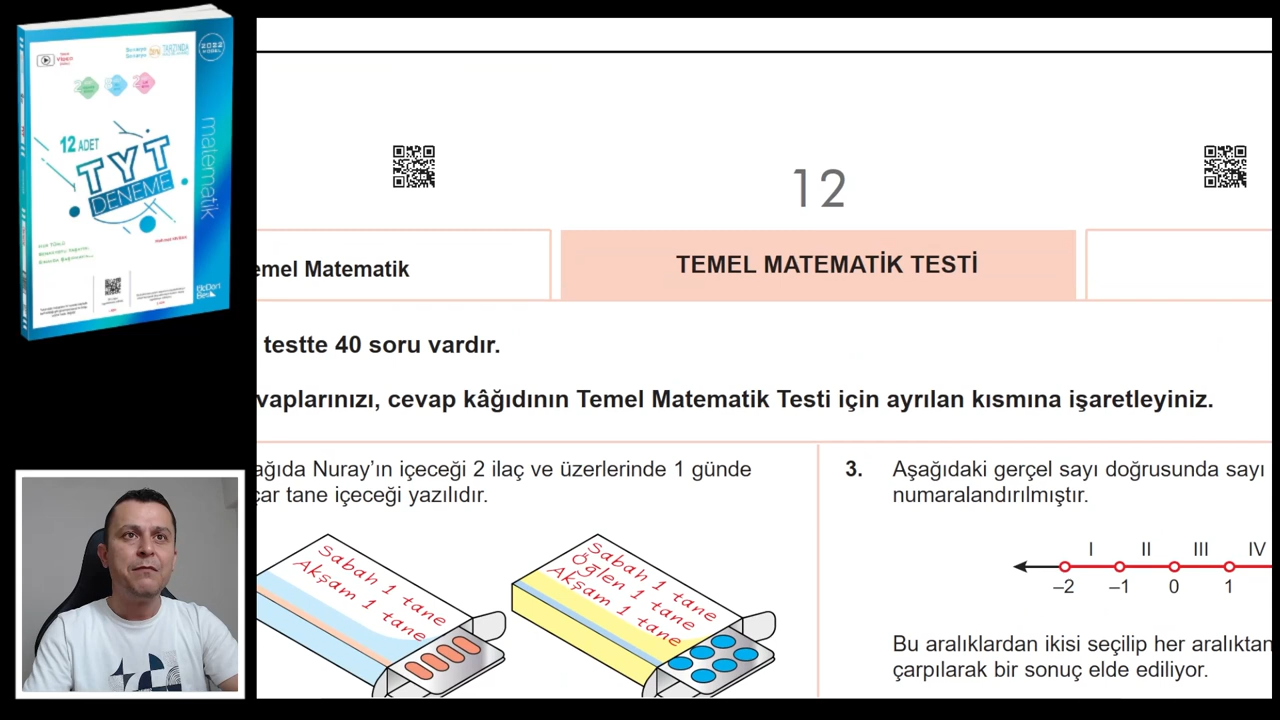 2022
MODEL
TARZINDA
matematik
12 ADET
TYT
DENEME
12
emel Matematik
TEMEL MATEMATİK TESTİ
testte 40 soru vardır.
vaplarınızı, cevap kâğıdının Temel Matematik Testi için ayrılan kısmına işaretleyiniz.
ağıda Nuray’ın içeceği 2 ilaç ve üzerlerinde 1 günde
çar tane içeceği yazılıdır.
Sabah 1 tane
Akşam 1 tane
Sabah 1 tane
Öğlen 1 tane
Akşam 1 tane
3. Aşağıdaki gerçel sayı doğrusunda sayı
numaralandırılmıştır.
I II III IV
–2 –1 0 1
Bu aralıklardan ikisi seçilip her aralıktan
çarpılarak bir sonuç elde ediliyor.